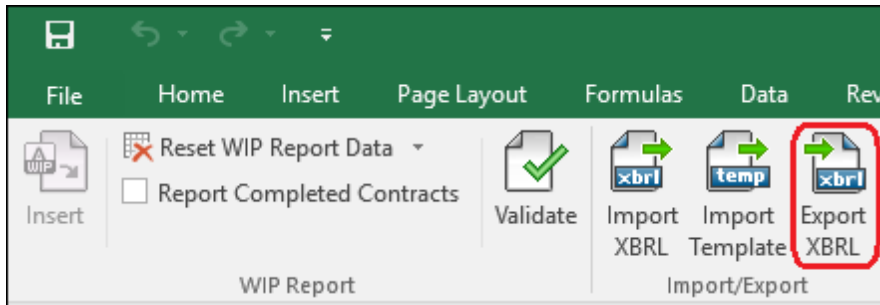 File Home Insert Page Layout Formulas Data Rev
WIP
Reset WIP Report Data
Report Completed Contracts
Insert
Validate
xbrl
Import
XBRL
temp
Import
Template
xbrl
Export
XBRL
WIP Report
Import/Export